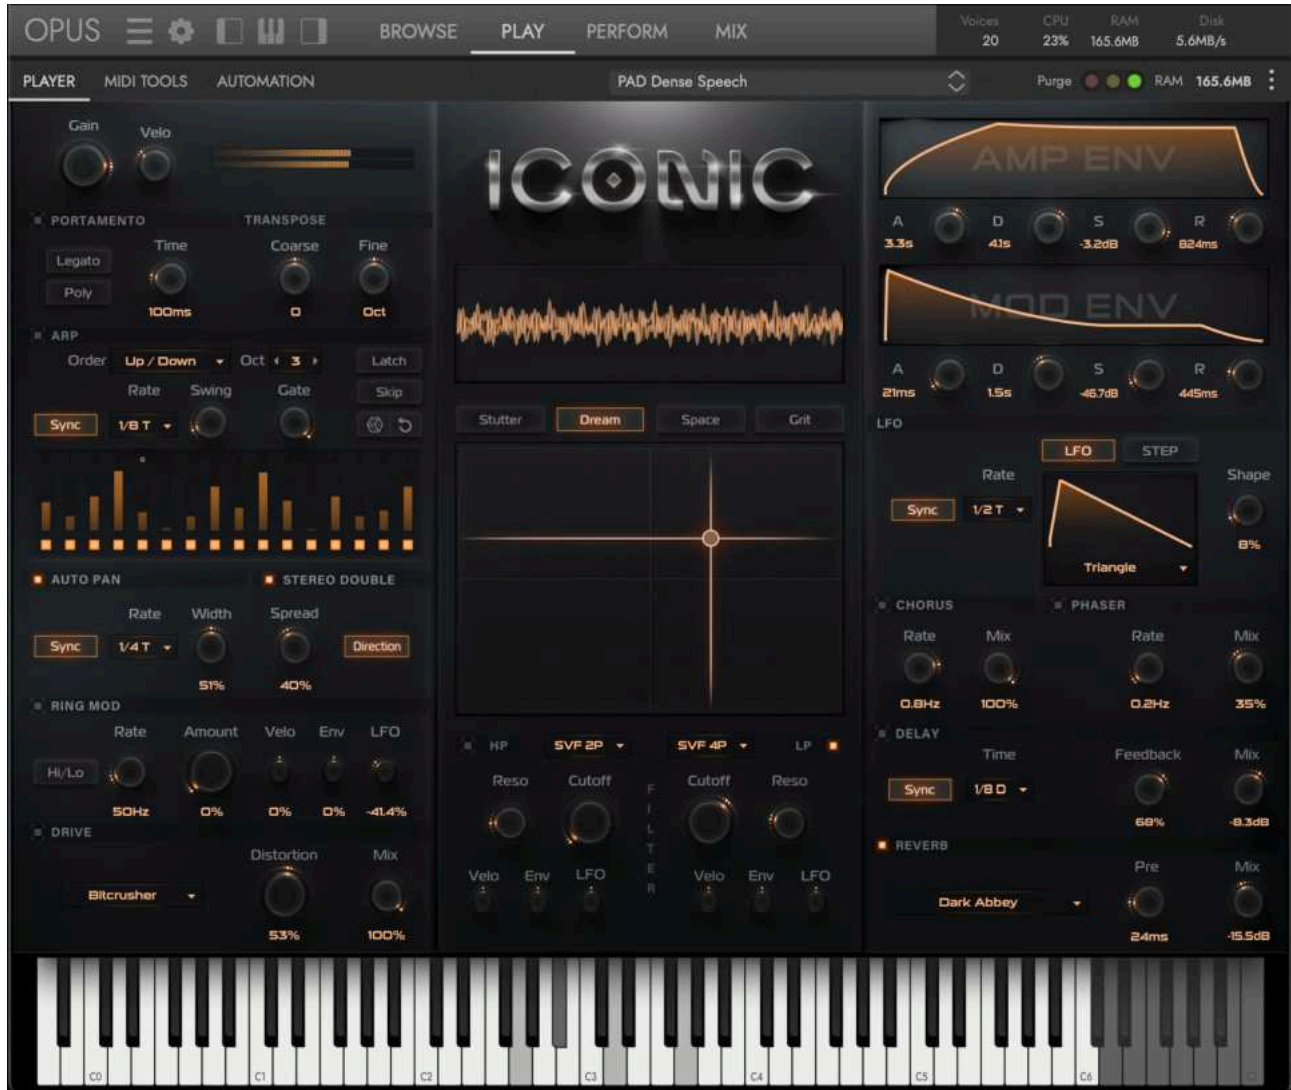 OPUS BROWSE PLAY PERFORM MIX
Voices CPU RAM Disk
20 23% 165.6MB 5.6MB/s
PLAYER MIDI TOOLS AUTOMATION PAD Dense Speech Purge RAM 165.6MB
Gain Velo
PORTAMENTO TRANSPOSE
Legato Time Coarse Fine
Poly
100ms 0 0ct
ARP
Order Up / Down Oct 3 Latch
Rate Swing Gate Skip
Sync 1/8 T
AUTO PAN STEREO DOUBLE
Rate Width Spread
Sync 1/4 T Direction
51% 40%
RING MOD
Rate Amount Velo Env LFO
Hi/Lo
50Hz 0% 0% 0% -41.4%
DRIVE
Distortion Mix
Bitcrusher
53% 100%
ICONIC
Stutter Dream Space Grit
HP SVF 2P SVF 4P LP
Reso Cutoff Cutoff Reso
FILTER
Velo Env LFO Velo Env LFO
AMP ENV
A D S R
3.3s 4.1s -3.2dB 824ms
MOD ENV
A D S R
21ms 1.5s -46.7dB 445ms
LFO
LFO STEP
Rate Shape
Sync 1/2 T
8%
Triangle
CHORUS PHASER
Rate Mix Rate Mix
0.8Hz 100% 0.2Hz 35%
DELAY
Time Feedback Mix
Sync 1/8 D
68% -8.3dB
REVERB
Pre Mix
Dark Abbey
24ms -15.5dB
C0 C1 C2 C3 C4 C5 C6